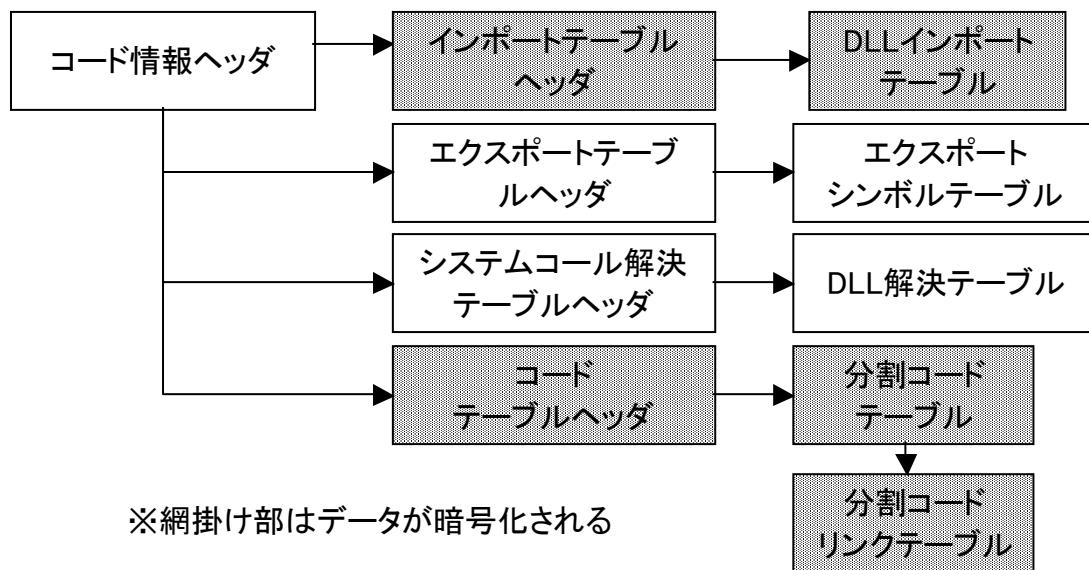 コード情報ヘッダ
インポートテーブル
ヘッダ
DLLインポート
テーブル
エクスポートテーブ
ルヘッダ
エクスポート
シンボルテーブル
システムコール解決
テーブルヘッダ
DLL解決テーブル
コード
テーブルヘッダ
分割コード
テーブル
分割コード
リンクテーブル
※網掛け部はデータが暗号化される